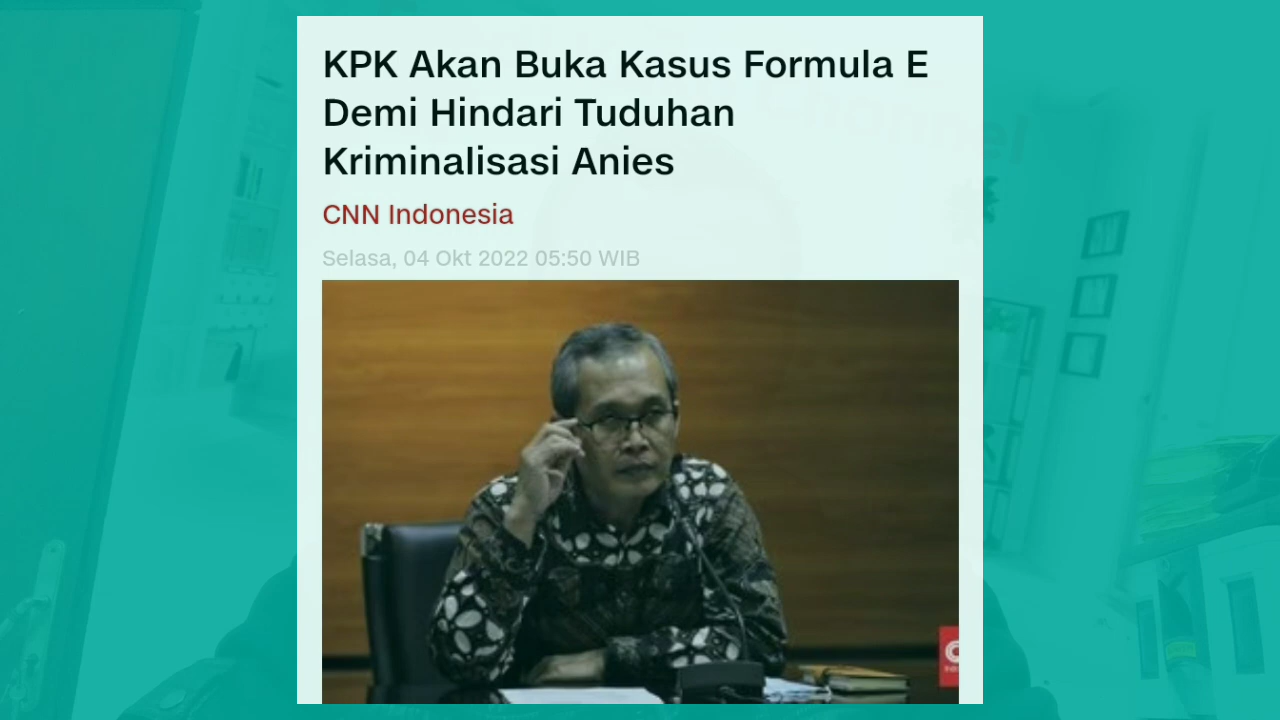 KPK Akan Buka Kasus Formula E
Demi Hindari Tuduhan
Kriminalisasi Anies
CNN Indonesia
Selasa, 04 Okt 2022 05:50 WIB